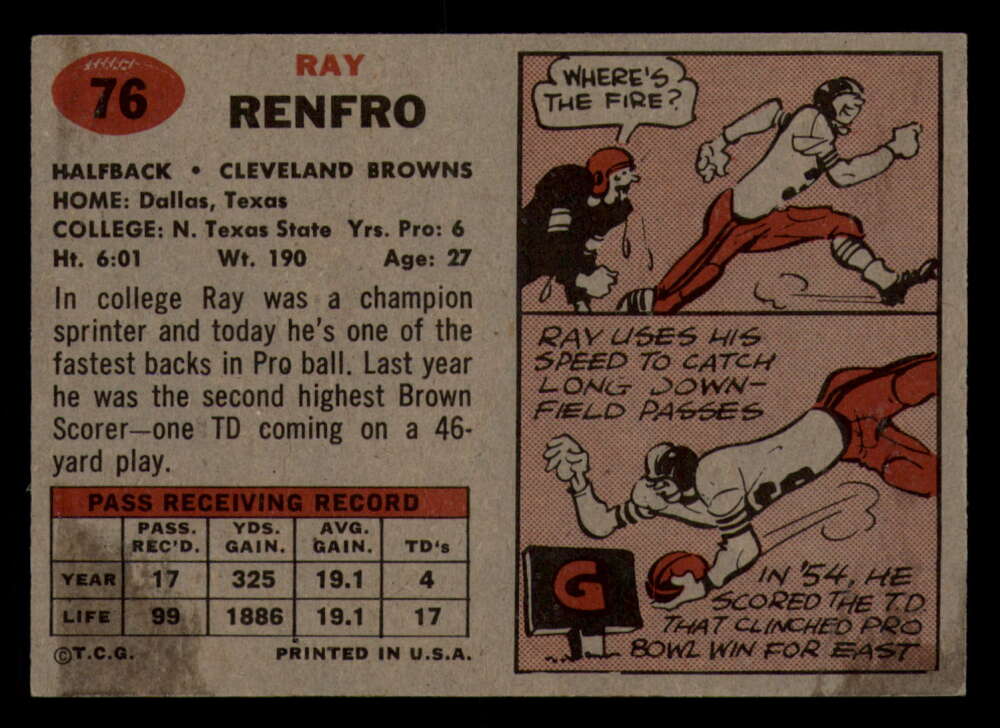 76
RAY
RENFRO
HALFBACK • CLEVELAND BROWNS
HOME: Dallas, Texas
COLLEGE: N. Texas State Yrs. Pro: 6
Ht. 6:01 Wt. 190 Age: 27
In college Ray was a champion
sprinter and today he's one of the
fastest backs in Pro ball. Last year
he was the second highest Brown
Scorer—one TD coming on a 46-
yard play.
PASS RECEIVING RECORD
PASS. REC'D. YDS. GAIN. AVG. GAIN. TD's
YEAR 17 325 19.1 4
LIFE 99 1886 19.1 17
©T.C.G. PRINTED IN U.S.A.
WHERE'S
THE FIRE?
RAY USES HIS
SPEED TO CATCH
LONG DOWN-
FIELD PASSES
G
IN '54, HE
SCORED THE T.D
THAT CLINCHED PRO
BOWL WIN FOR EAST